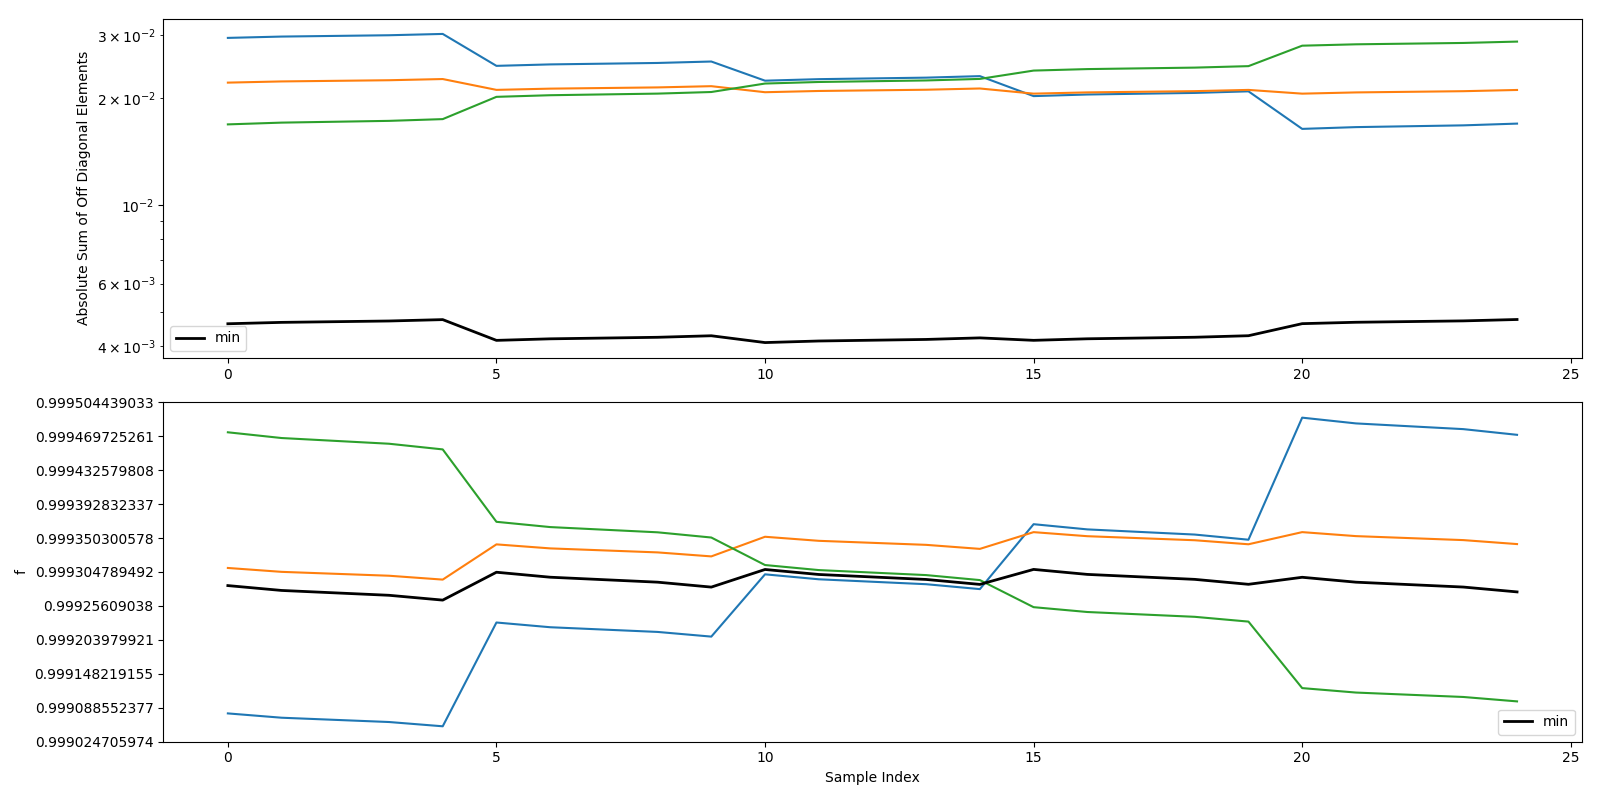 Absolute Sum of Off Diagonal Elements
3 × 10⁻²
2 × 10⁻²
10⁻²
6 × 10⁻³
4 × 10⁻³
min
0 5 10 15 20 25
f
0.999504439033
0.999469725261
0.999432579808
0.999392832337
0.999350300578
0.999304789492
0.99925609038
0.999203979921
0.999148219155
0.999088552377
0.999024705974
min
0 5 10 15 20 25
Sample Index